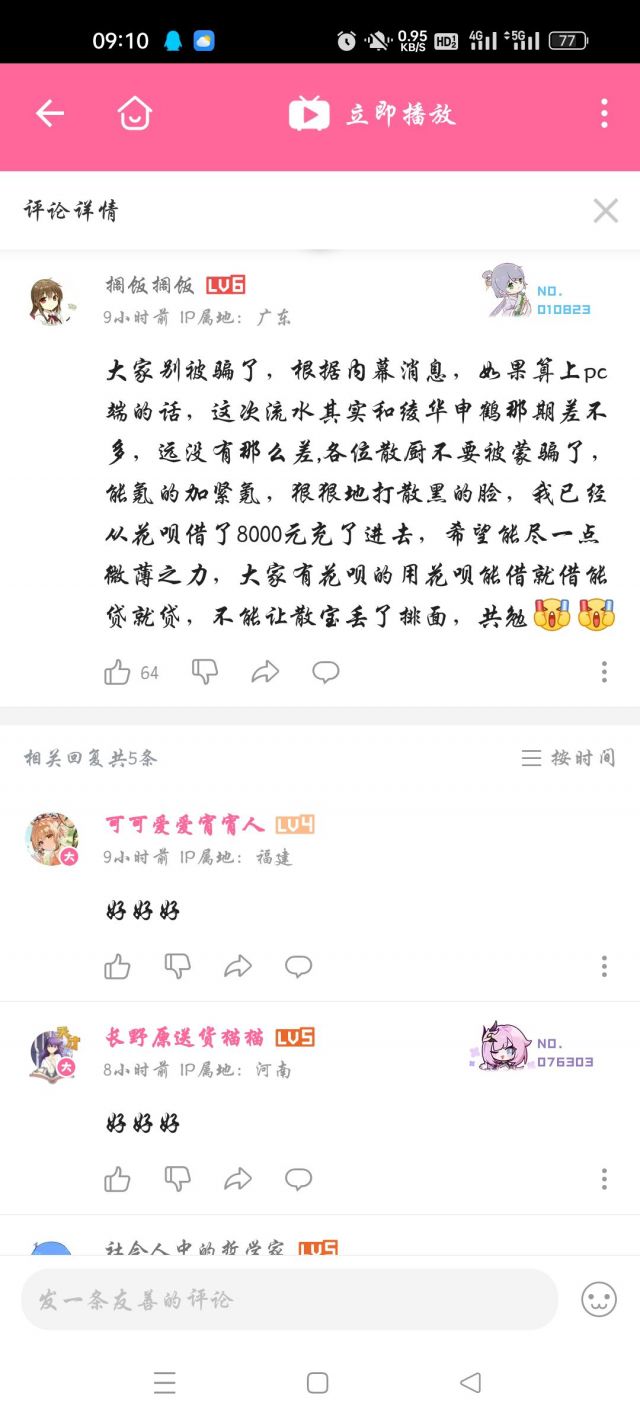 09:10
0.95
KB/S
HD
4G
5G
77
立即播放
评论详情
搁饭搁饭 LV6
9小时前 IP属地：广东
NO.
010823
大家别被骗了，根据内幕消息，如果算上pc
端的话，这次流水其实和绫华申鹤那期差不
多，远没有那么差,各位散厨不要被蒙骗了，
能氪的加紧氪，狠狠地打散黑的脸，我已经
从花呗借了8000元充了进去，希望能尽一点
微薄之力，大家有花呗的用花呗能借就借能
贷就贷，不能让散宝丢了排面，共勉
64
相关回复共5条
按时间
可可爱爱宵宵人 LV4
大
9小时前 IP属地：福建
好好好
长野原送货猫猫 LV5
大
8小时前 IP属地：河南
NO.
076303
好好好
社会人中的哲学家 LV5
发一条友善的评论